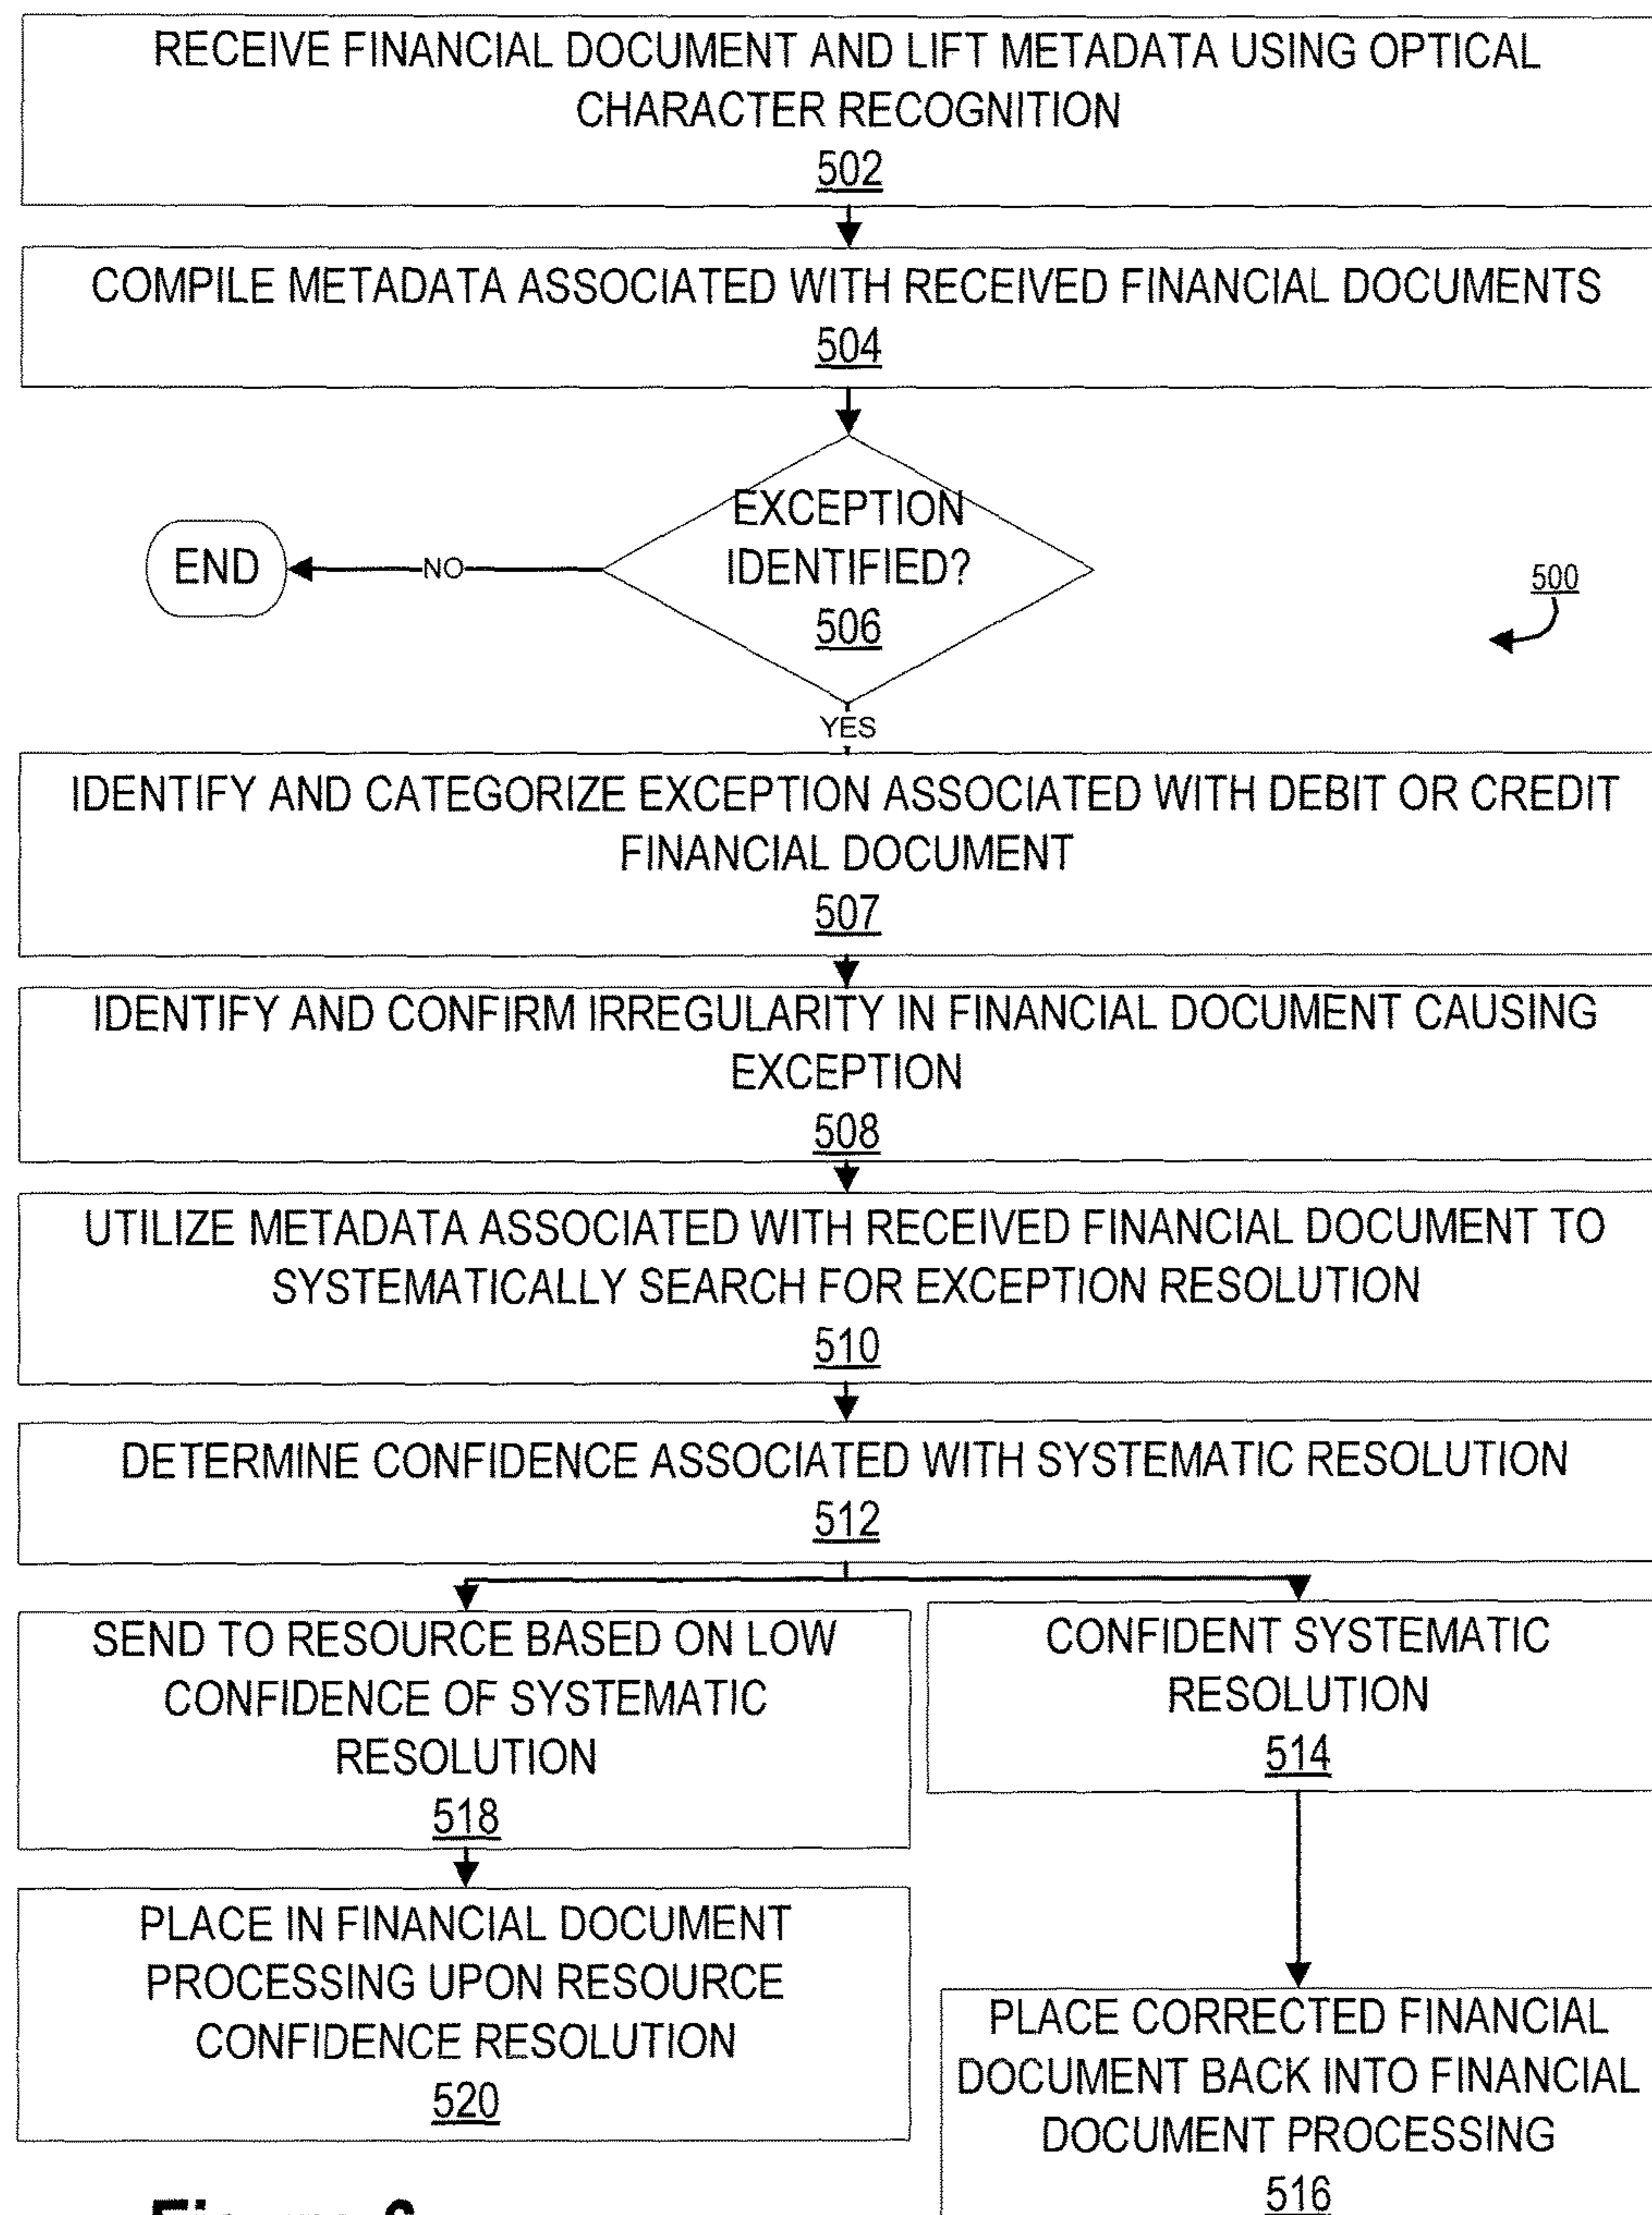 RECEIVE FINANCIAL DOCUMENT AND LIFT METADATA USING OPTICAL
CHARACTER RECOGNITION
502
COMPILE METADATA ASSOCIATED WITH RECEIVED FINANCIAL DOCUMENTS
504
EXCEPTION
IDENTIFIED?
506
NO
END
500
YES
IDENTIFY AND CATEGORIZE EXCEPTION ASSOCIATED WITH DEBIT OR CREDIT
FINANCIAL DOCUMENT
507
IDENTIFY AND CONFIRM IRREGULARITY IN FINANCIAL DOCUMENT CAUSING
EXCEPTION
508
UTILIZE METADATA ASSOCIATED WITH RECEIVED FINANCIAL DOCUMENT TO
SYSTEMATICALLY SEARCH FOR EXCEPTION RESOLUTION
510
DETERMINE CONFIDENCE ASSOCIATED WITH SYSTEMATIC RESOLUTION
512
SEND TO RESOURCE BASED ON LOW
CONFIDENCE OF SYSTEMATIC
RESOLUTION
518
PLACE IN FINANCIAL DOCUMENT
PROCESSING UPON RESOURCE
CONFIDENCE RESOLUTION
520
CONFIDENT SYSTEMATIC
RESOLUTION
514
PLACE CORRECTED FINANCIAL
DOCUMENT BACK INTO FINANCIAL
DOCUMENT PROCESSING
516